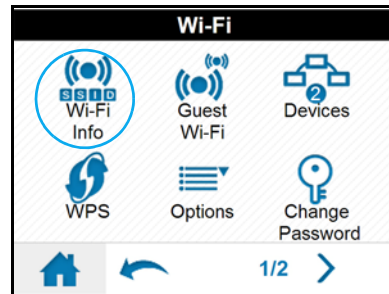 Wi-Fi
SSID
Wi-Fi
Info
Guest
Wi-Fi
2
Devices
WPS
Options
Change
Password
1/2